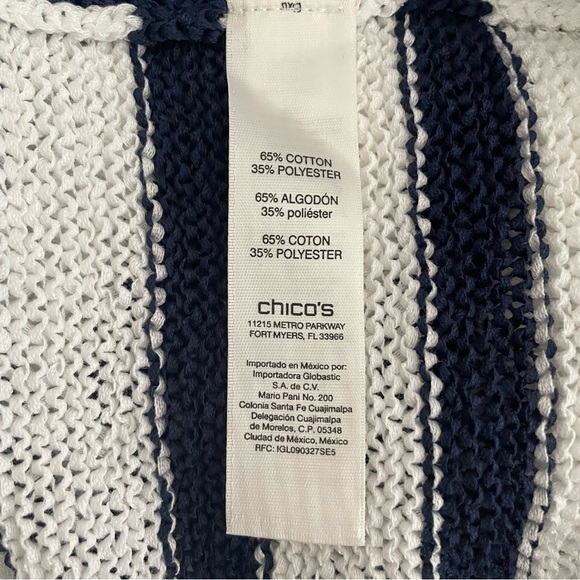 65% COTTON
35% POLYESTER
65% ALGODÓN
35% poliéster
65% COTON
35% POLYESTER
chico's
11215 METRO PARKWAY
FORT MYERS, FL 33966
Importado en México por:
Importadora Globastic
S.A. de C.V.
Mario Pani No. 200
Colonia Santa Fe Cuajimalpa
Delegación Cuajimalpa
de Morelos, C.P. 05348
Ciudad de México, México
RFC: IGL090327SE5